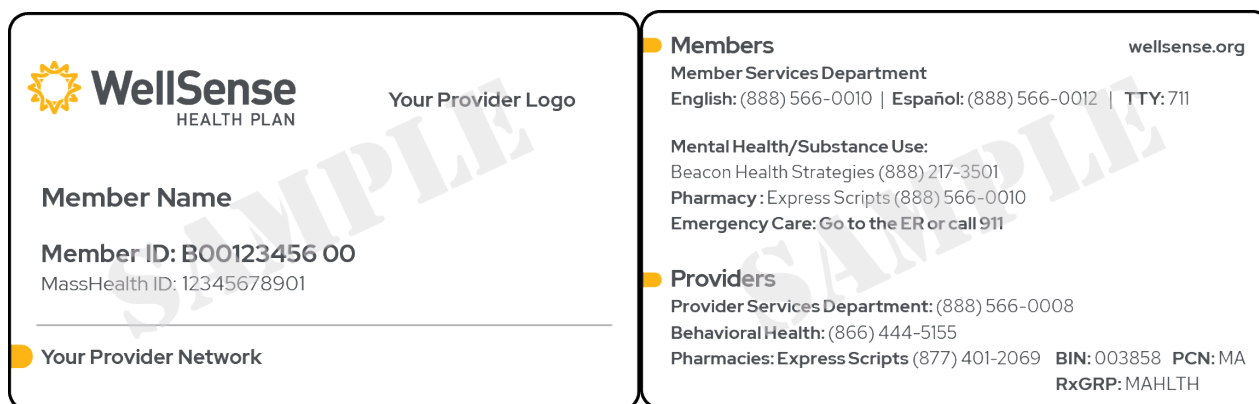 WellSense
HEALTH PLAN
Your Provider Logo
Member Name
Member ID: B00123456 00
MassHealth ID: 12345678901
Your Provider Network
SAMPLE
Members
wellsense.org
Member Services Department
English: (888) 566-0010 | Español: (888) 566-0012 | TTY: 711
Mental Health/Substance Use:
Beacon Health Strategies (888) 217-3501
Pharmacy : Express Scripts (888) 566-0010
Emergency Care: Go to the ER or call 911
Providers
Provider Services Department: (888) 566-0008
Behavioral Health: (866) 444-5155
Pharmacies: Express Scripts (877) 401-2069 BIN: 003858 PCN: MA
RxGRP: MAHLTH
SAMPLE